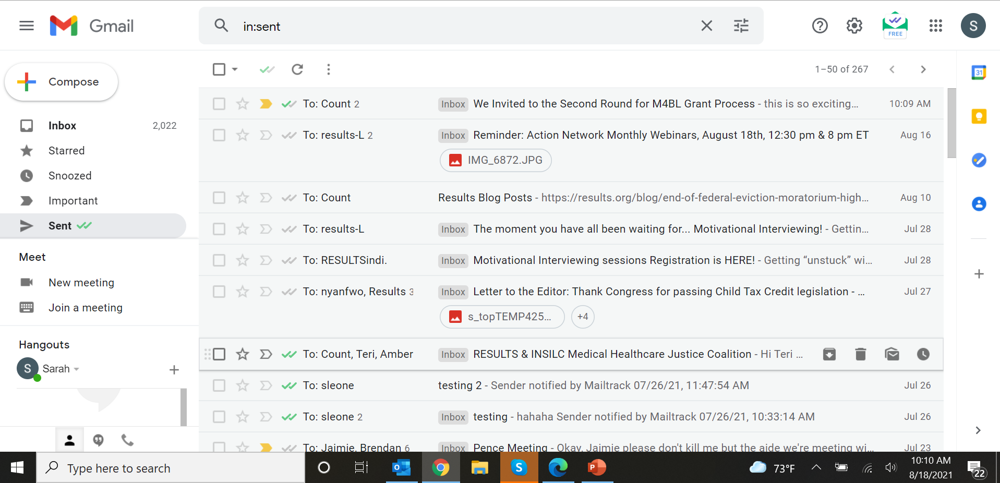 Gmail
in:sent
FREE
S
Compose
1–50 of 267
31
Inbox 2,022
Starred
Snoozed
Important
Sent
Meet
New meeting
Join a meeting
Hangouts
S Sarah
To: Count 2 Inbox We Invited to the Second Round for M4BL Grant Process - this is so exciting... 10:09 AM
To: results-L 2 Inbox Reminder: Action Network Monthly Webinars, August 18th, 12:30 pm & 8 pm ET Aug 16
IMG_6872.JPG
To: Count Results Blog Posts - https://results.org/blog/end-of-federal-eviction-moratorium-high... Aug 10
To: results-L Inbox The moment you have all been waiting for... Motivational Interviewing! - Gettin... Jul 28
To: RESULTSindi. Inbox Motivational Interviewing sessions Registration is HERE! - Getting “unstuck” wi... Jul 28
To: nyanfwo, Results 3 Inbox Letter to the Editor: Thank Congress for passing Child Tax Credit legislation - ... Jul 27
s_topTEMP425... +4
To: Count, Teri, Amber Inbox RESULTS & INSILC Medical Healthcare Justice Coalition - Hi Teri ...
To: sleone testing 2 - Sender notified by Mailtrack 07/26/21, 11:47:54 AM Jul 26
To: sleone 2 Inbox testing - hahaha Sender notified by Mailtrack 07/26/21, 10:33:14 AM Jul 26
To: Jaimie, Brendan 6 Inbox Pence Meeting - Okay, Jaimie please don't kill me but the aide we're meeting wi... Jul 23
Type here to search
O
S
P
73°F
10:10 AM
8/18/2021
22